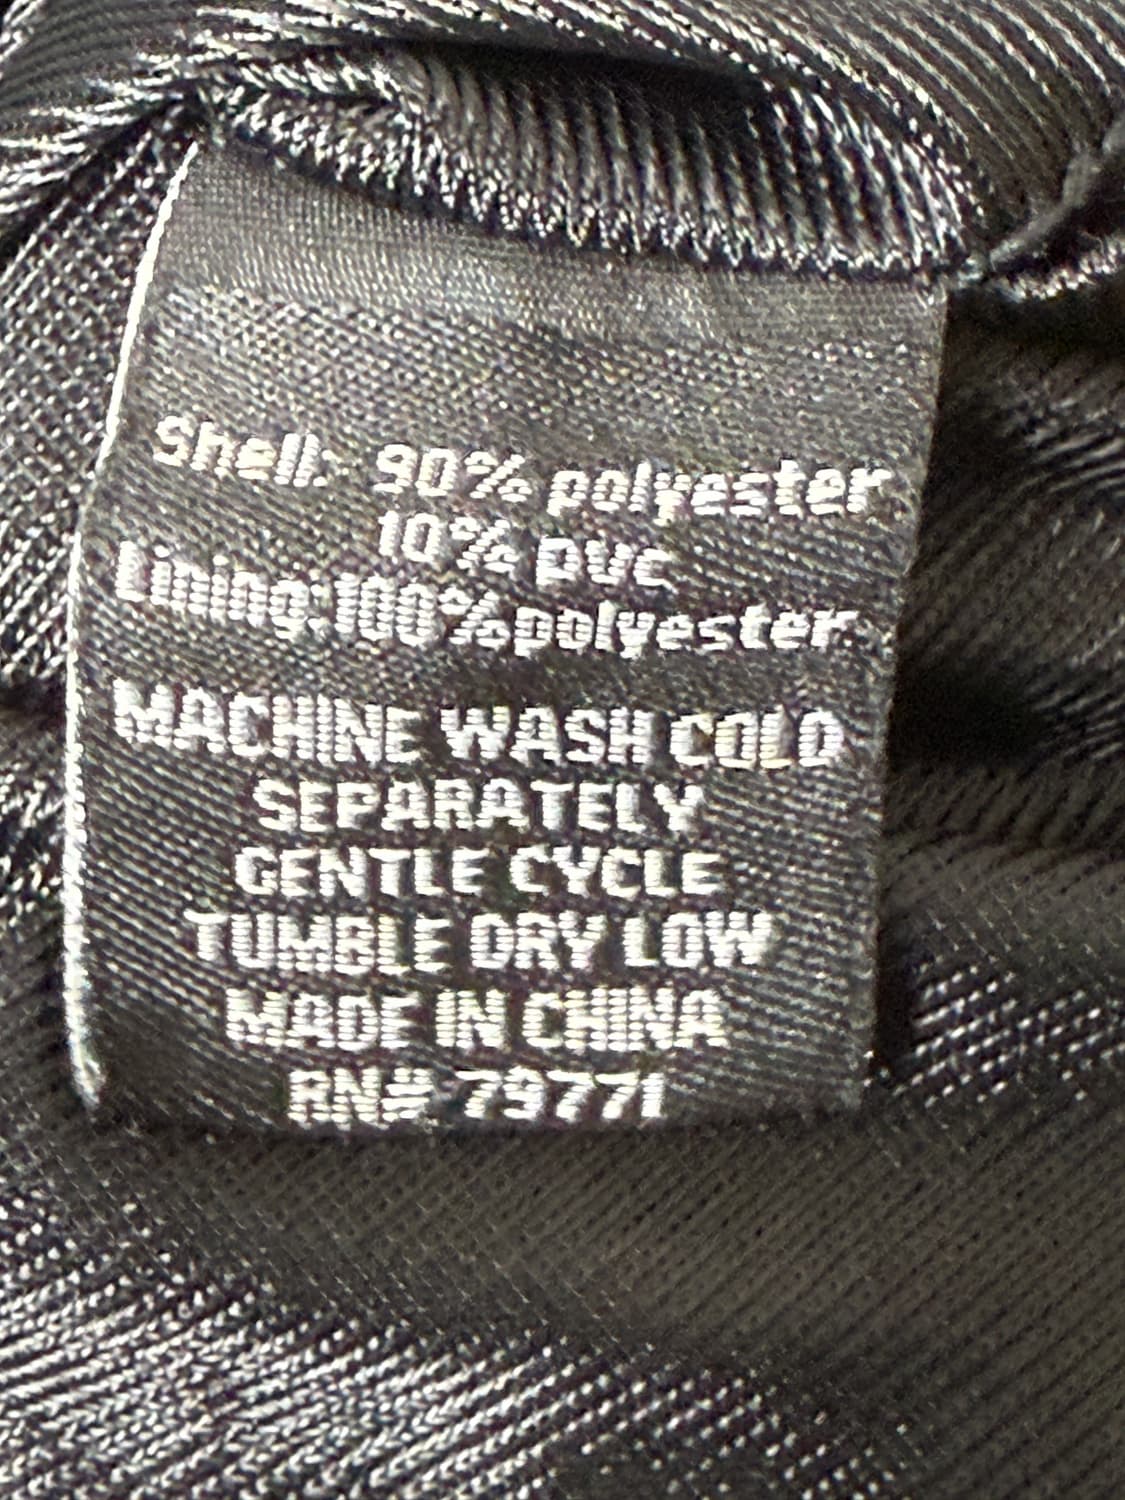 Shell: 90% polyester
10% pvc
Lining:100%polyester
MACHINE WASH COLD
SEPARATELY
GENTLE CYCLE
TUMBLE DRY LOW
MADE IN CHINA
RN# 79771